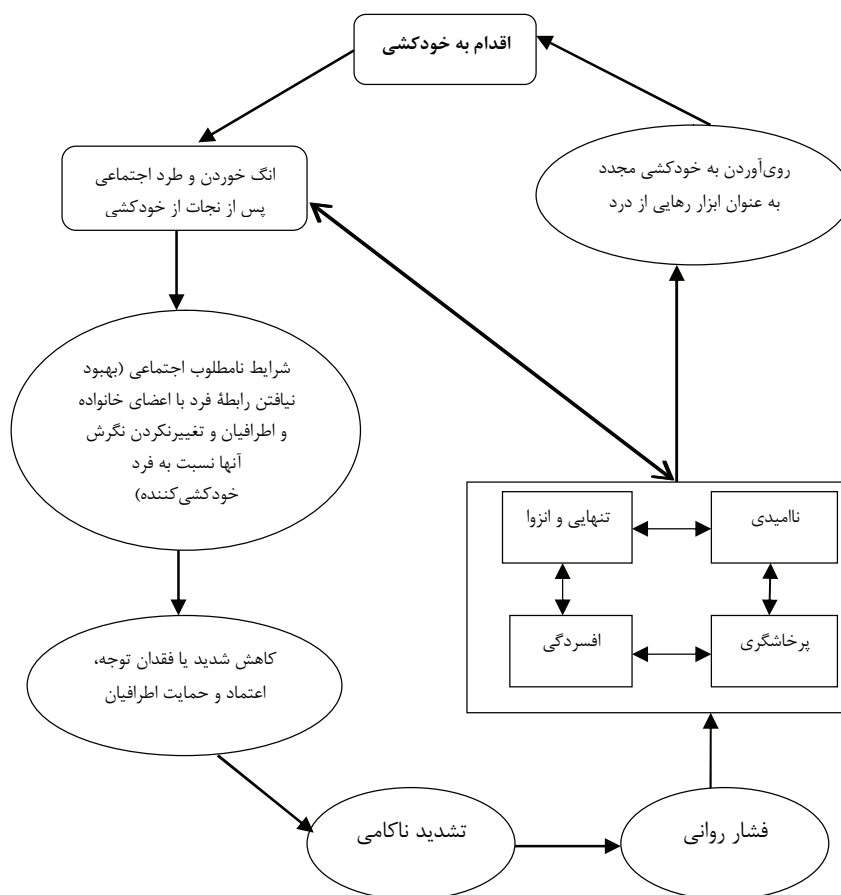 اقدام به خودکشی
انگ خوردن و طرد اجتماعی
پس از نجات از خودکشی
روی‌آوردن به خودکشی مجدد
به عنوان ابزار رهایی از درد
شرایط نامطلوب اجتماعی (بهبود
نیافتن رابطۀ فرد با اعضای خانواده
و اطرافیان و تغییرنکردن نگرش
آنها نسبت به فرد
خودکشی‌کننده)
ناامیدی
تنهایی و انزوا
پرخاشگری
افسردگی
کاهش شدید یا فقدان توجه،
اعتماد و حمایت اطرافیان
تشدید ناکامی
فشار روانی